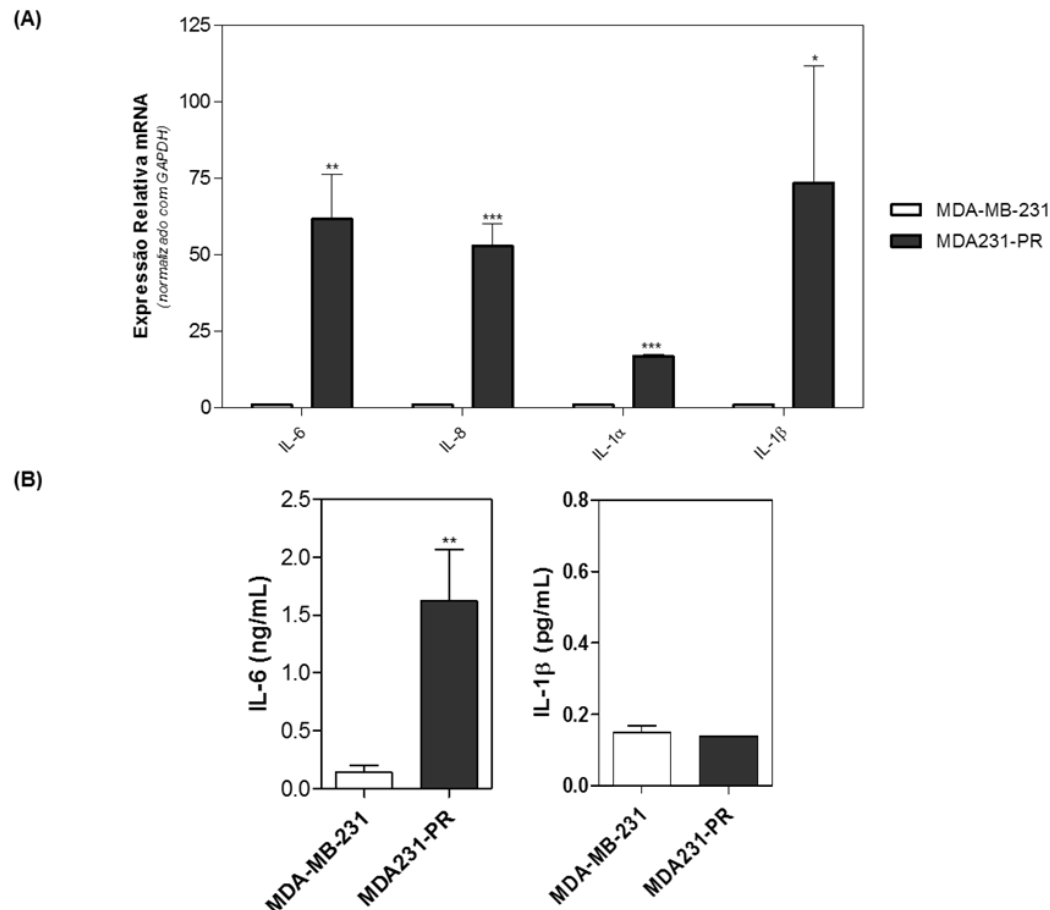 (A)
Expressão Relativa mRNA
(normalizado com GAPDH)
125
100
75
50
25
0
**
***
***
*
IL-6
IL-8
IL-1α
IL-1β
MDA-MB-231
MDA231-PR
(B)
IL-6 (ng/mL)
2.5
2.0
1.5
1.0
0.5
0.0
**
MDA-MB-231
MDA231-PR
IL-1β (pg/mL)
0.8
0.6
0.4
0.2
0.0
MDA-MB-231
MDA231-PR